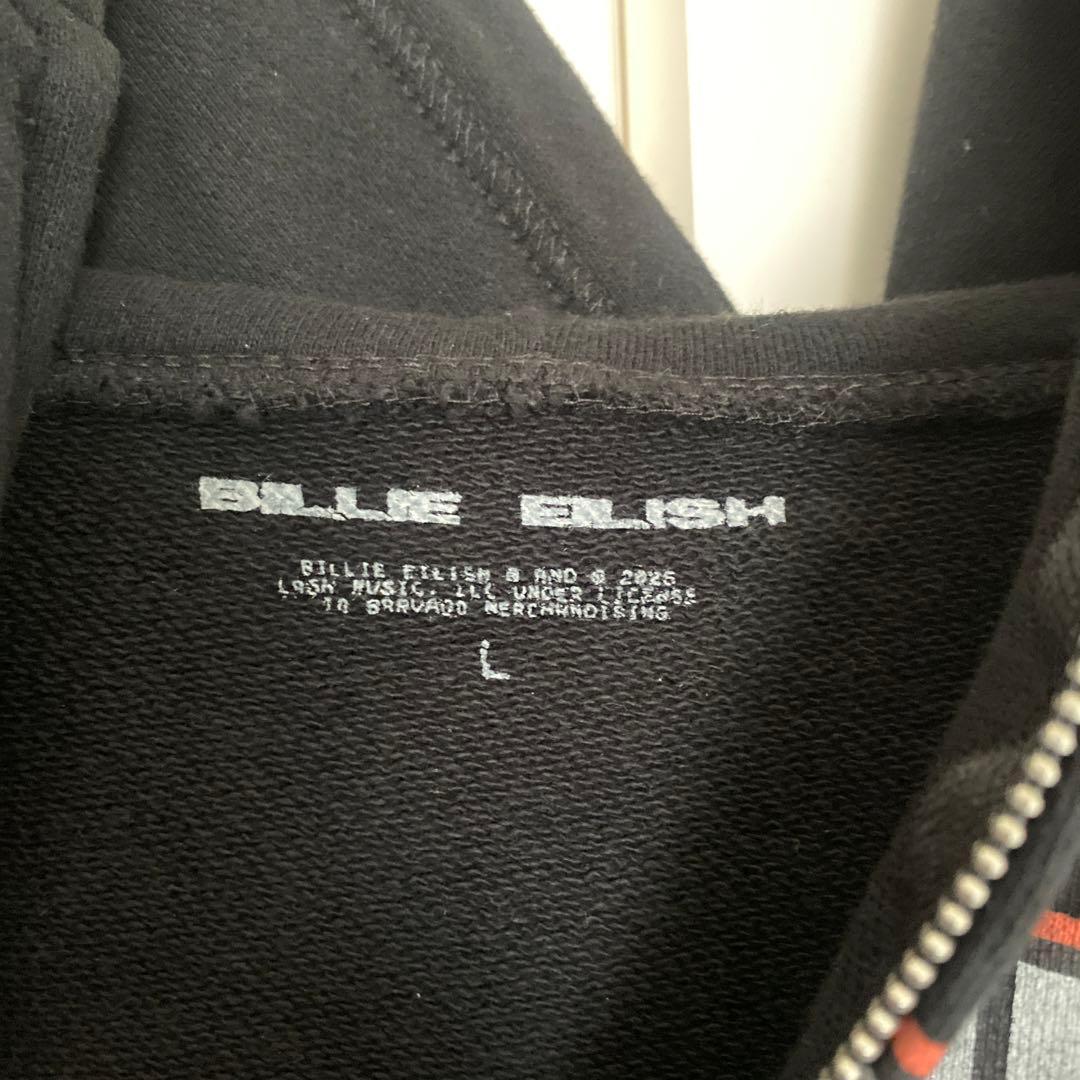 BILLIE EILISH
BILLIE EILISH ® AND © 2025
LASH MUSIC, LLC UNDER LICENSE
TO BRAVADO MERCHANDISING
L